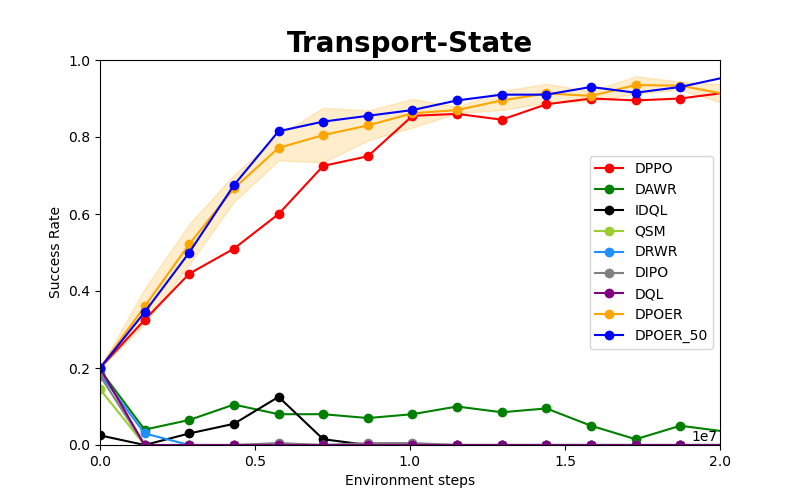 Transport-State
1.0
0.8
0.6
0.4
0.2
0.0
Success Rate
DPPO
DAWR
IDQL
QSM
DRWR
DIPO
DQL
DPOER
DPOER_50
1e7
0.0 0.5 1.0 1.5 2.0
Environment steps